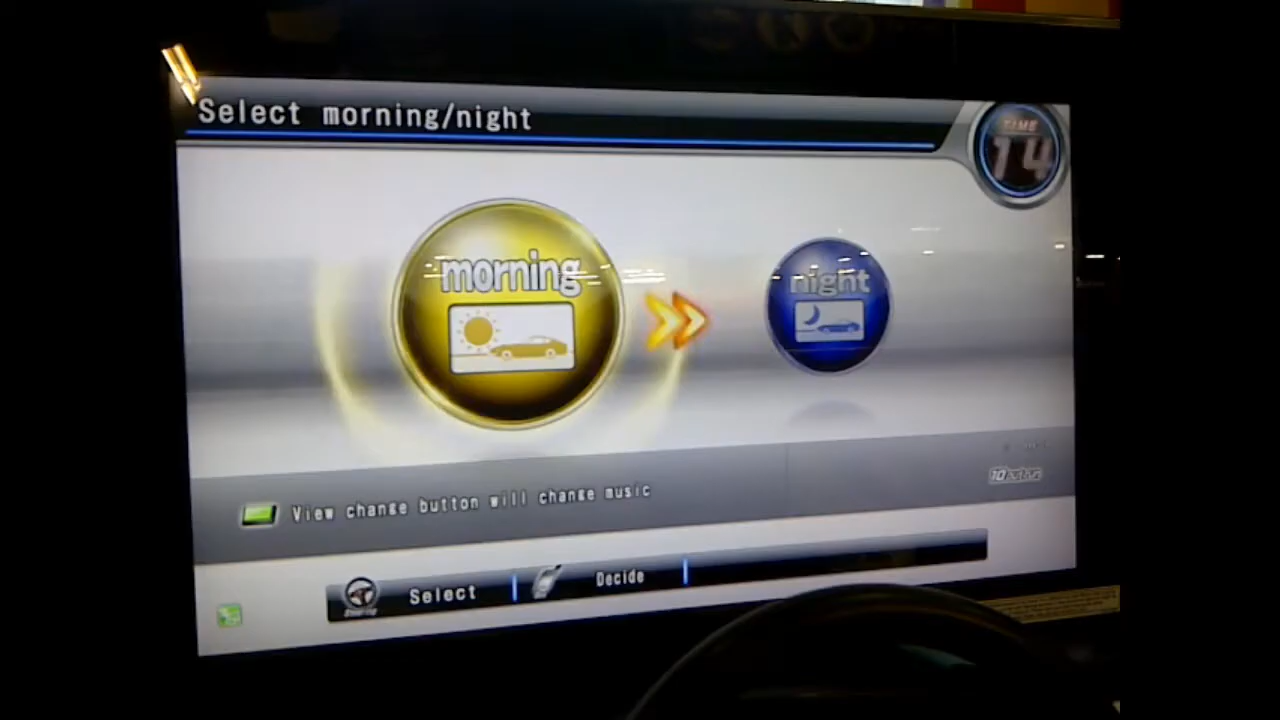 Select morning/night
TIME
14
morning
night
View change button will change music
Select
Decide